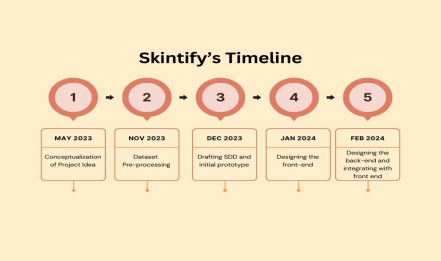 Skintify's Timeline
1
2
3
4
5
MAY 2023
Conceptualization
of Project Idea
NOV 2023
Dataset
Pre-processing
DEC 2023
Drafting SDD and
initial prototype
JAN 2024
Designing the
front-end
FEB 2024
Designing the
back-end and
integrating with
front end